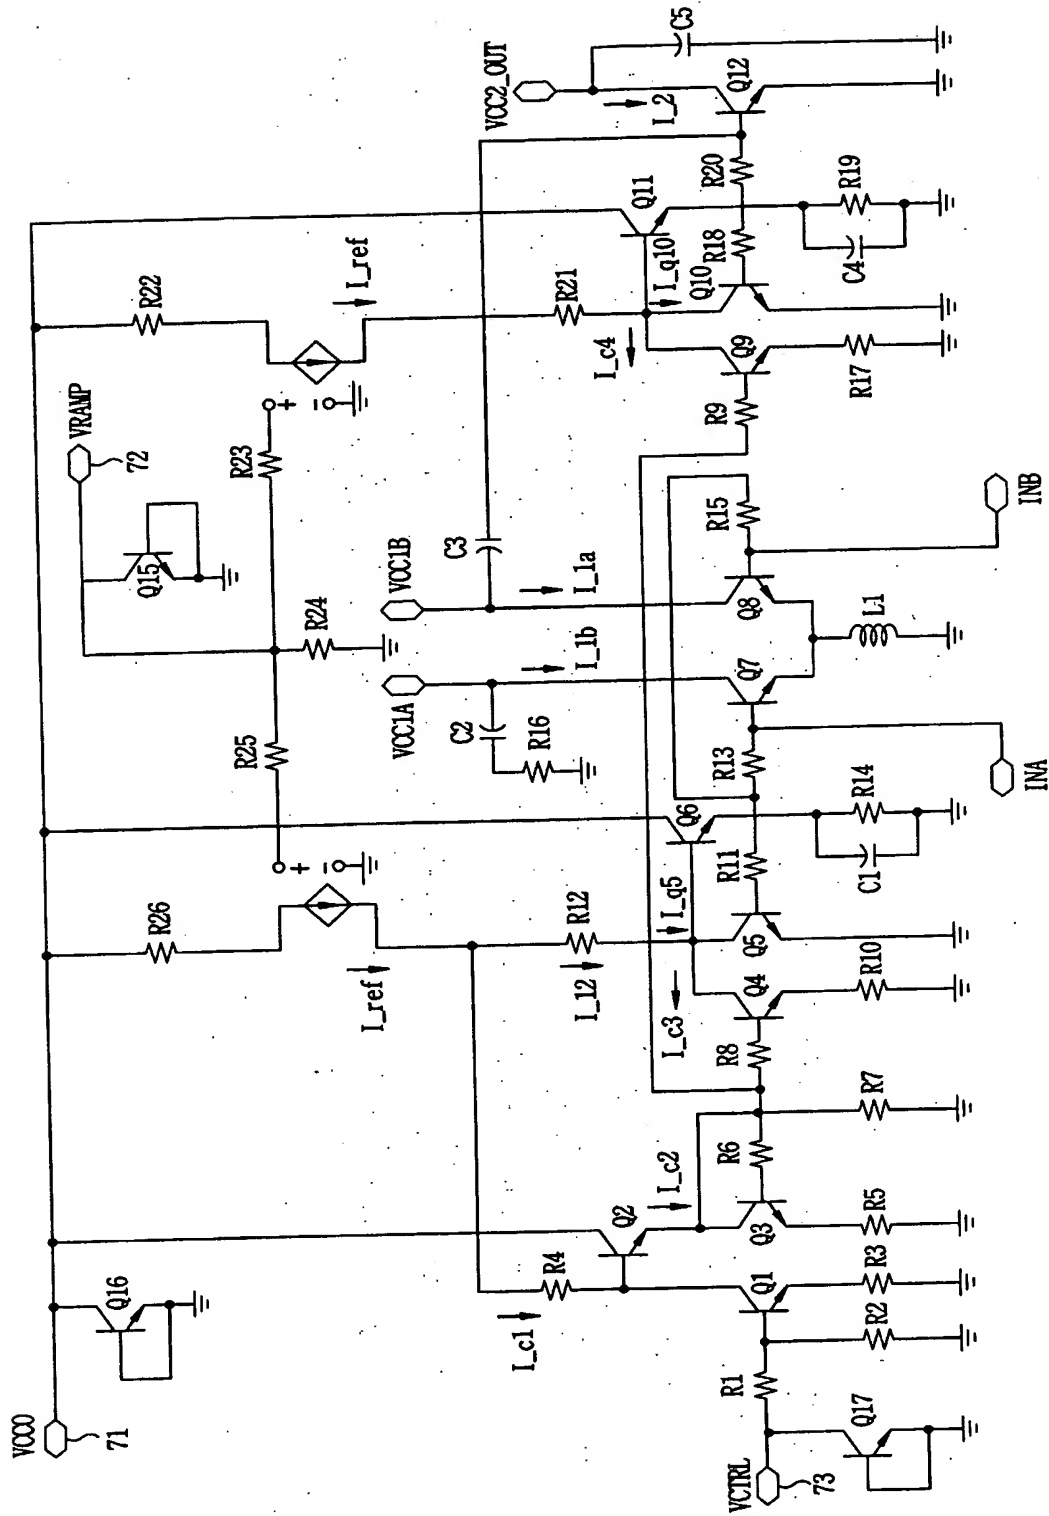 VCC0
71
Q16
VRAMP
72
Q15
R22
R23
R24
R25
R26
I_ref
I_ref
VCC2_OUT
C5
I_2
Q12
VCC1B
C3
VCC1A
C2
R16
I_1b
I_1a
R21
Q11
R20
R19
R18
C4
I_q10
Q10
I_c4
Q9
R17
R9
R12
I_12
I_c3
I_q5
Q6
R15
Q8
Q7
L1
R13
R14
C1
R11
Q5
Q4
R10
R8
R7
R6
Q2
I_c2
Q3
R5
R4
I_c1
Q1
R3
R2
R1
Q17
VCTRL
73
INA
INB